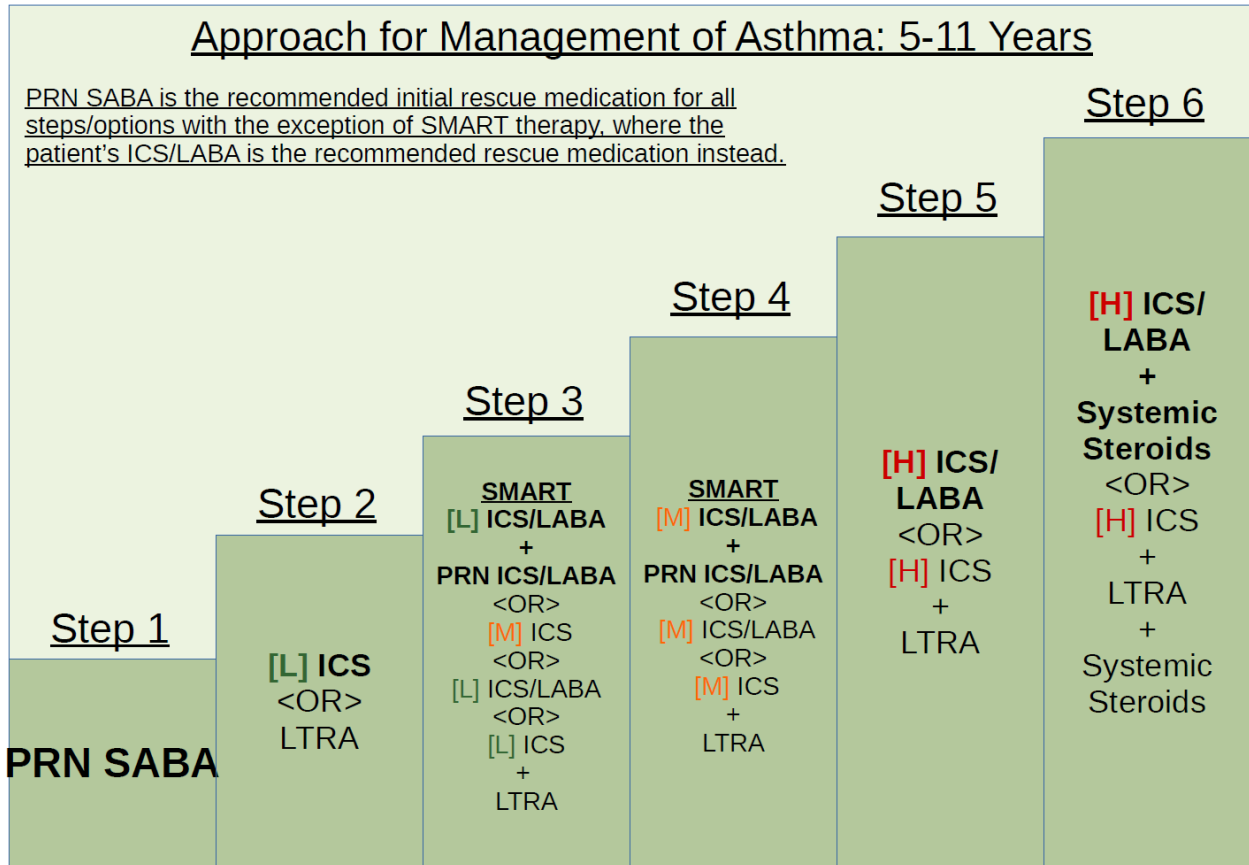 Approach for Management of Asthma: 5-11 Years
PRN SABA is the recommended initial rescue medication for all
steps/options with the exception of SMART therapy, where the
patient’s ICS/LABA is the recommended rescue medication instead.
Step 1
PRN SABA
Step 2
[L] ICS
<OR>
LTRA
Step 3
SMART
[L] ICS/LABA
+
PRN ICS/LABA
<OR>
[M] ICS
<OR>
[L] ICS/LABA
<OR>
[L] ICS
+
LTRA
Step 4
SMART
[M] ICS/LABA
+
PRN ICS/LABA
<OR>
[M] ICS/LABA
<OR>
[M] ICS
+
LTRA
Step 5
[H] ICS/
LABA
<OR>
[H] ICS
+
LTRA
Step 6
[H] ICS/
LABA
+
Systemic
Steroids
<OR>
[H] ICS
+
LTRA
+
Systemic
Steroids